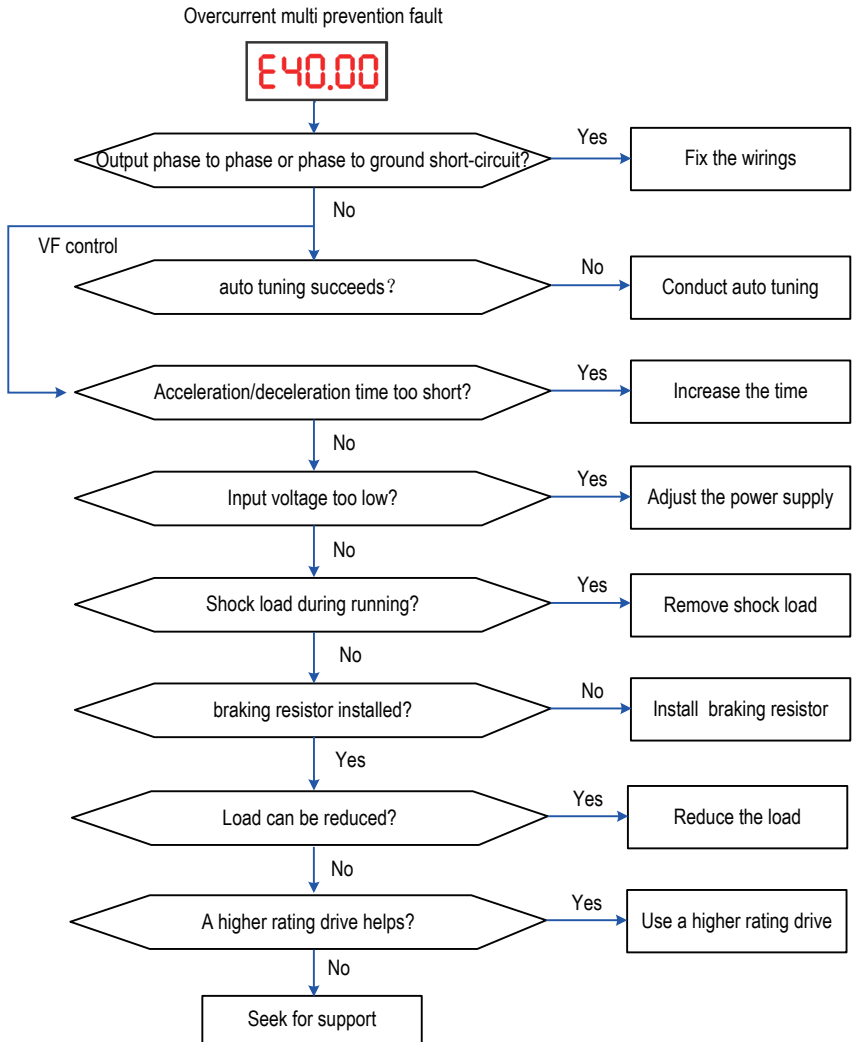 Overcurrent multi prevention fault
E40.00
Output phase to phase or phase to ground short-circuit?
Yes
Fix the wirings
No
VF control
auto tuning succeeds？
No
Conduct auto tuning
Acceleration/deceleration time too short?
Yes
Increase the time
No
Input voltage too low?
Yes
Adjust the power supply
No
Shock load during running?
Yes
Remove shock load
No
braking resistor installed?
No
Install braking resistor
Yes
Load can be reduced?
Yes
Reduce the load
No
A higher rating drive helps?
Yes
Use a higher rating drive
No
Seek for support